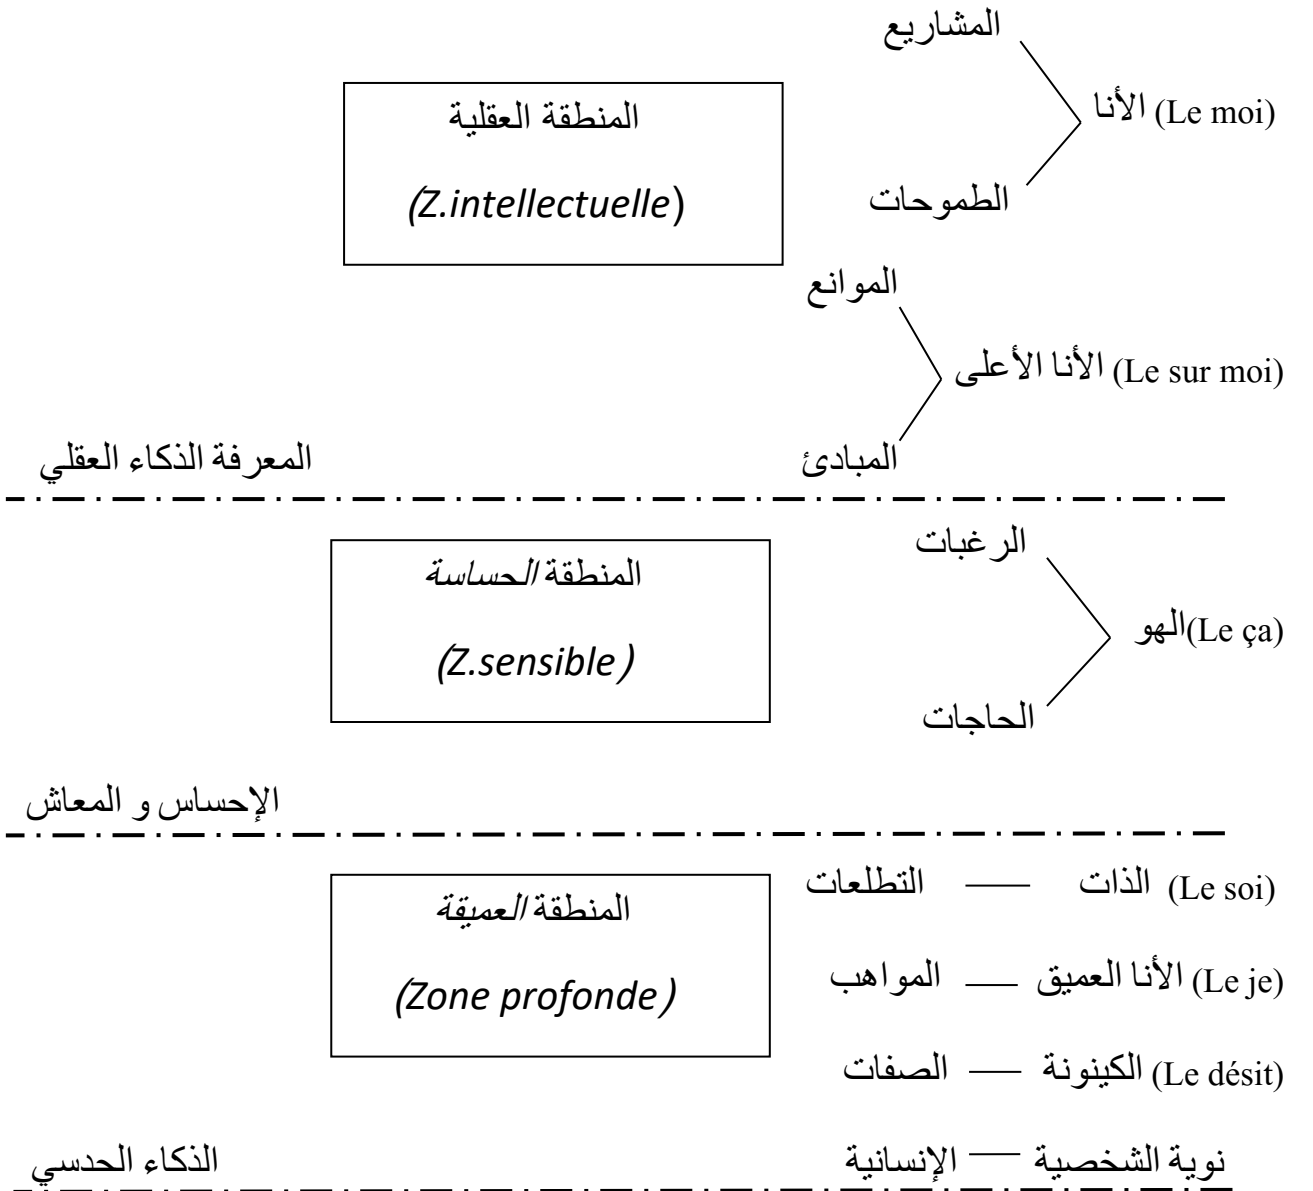 المشاريع
الأنا (Le moi)
المنطقة العقلية
(Z.intellectuelle)
الطموحات
الموانع
الأنا الأعلى (Le sur moi)
المبادئ
المعرفة الذكاء العقلي
الرغبات
المنطقة الحساسة
(Z.sensible)
الهو(Le ça)
الحاجات
الإحساس و المعاش
(Le soi) الذات — التطلعات
المنطقة العميقة
(Zone profonde)
(Le je) الأنا العميق — المواهب
(Le désit) الكينونة — الصفات
نوية الشخصية — الإنسانية
الذكاء الحدسي